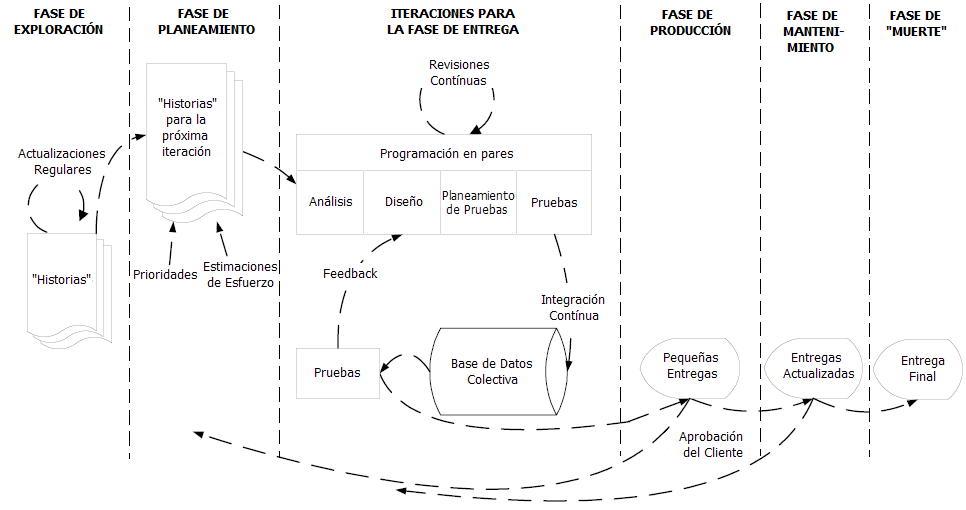 FASE DE
EXPLORACIÓN
FASE DE
PLANEAMIENTO
ITERACIONES PARA
LA FASE DE ENTREGA
FASE DE
PRODUCCIÓN
FASE DE
MANTENI-
MIENTO
FASE DE
"MUERTE"
Actualizaciones
Regulares
"Historias"
"Historias"
para la
próxima
iteración
Prioridades
Estimaciones
de Esfuerzo
Revisiones
Contínuas
Programación en pares
Análisis
Diseño
Planeamiento
de Pruebas
Pruebas
Feedback
Integración
Contínua
Pruebas
Base de Datos
Colectiva
Pequeñas
Entregas
Aprobación
del Cliente
Entregas
Actualizadas
Entrega
Final